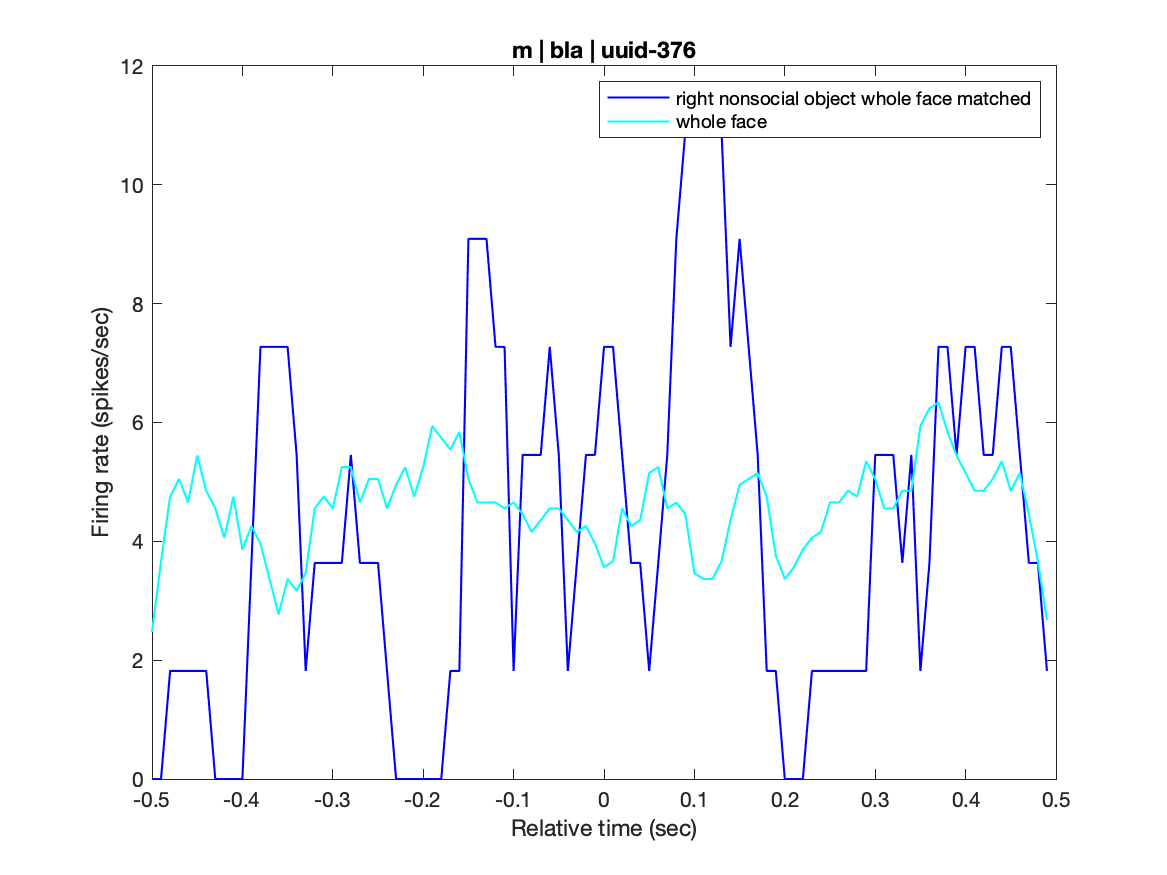 m | bla | uuid-376
12
right nonsocial object whole face matched
whole face
10
8
6
4
2
0
Firing rate (spikes/sec)
-0.5 -0.4 -0.3 -0.2 -0.1 0 0.1 0.2 0.3 0.4 0.5
Relative time (sec)